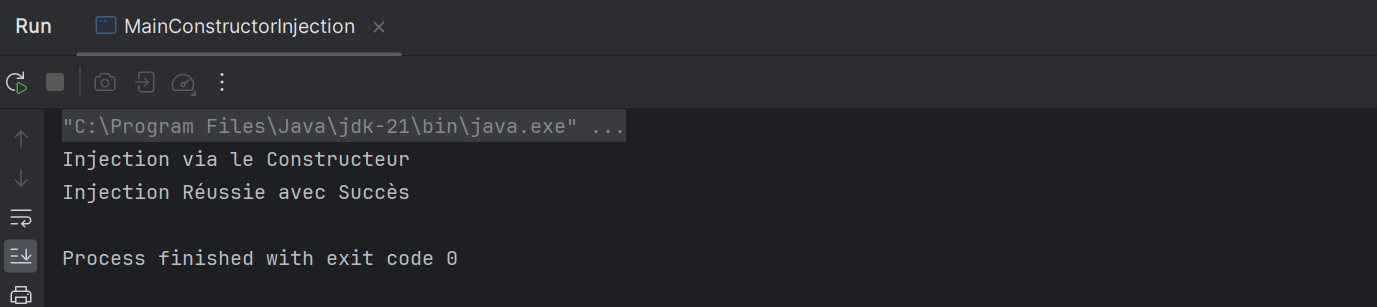 Run MainConstructorInjection
"C:\Program Files\Java\jdk-21\bin\java.exe" ...
Injection via le Constructeur
Injection Réussie avec Succès
Process finished with exit code 0